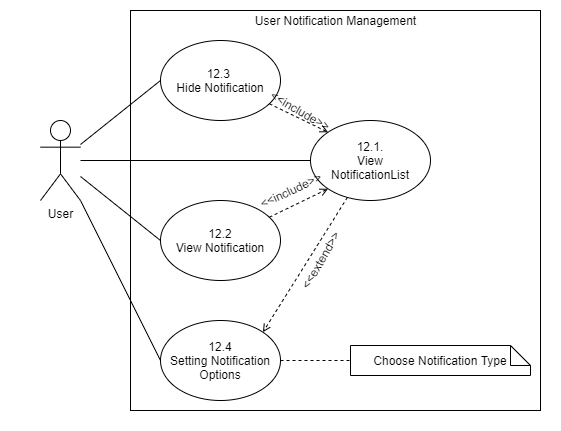 User Notification Management
12.3
Hide Notification
<<include>>
12.1.
View
NotificationList
<<include>>
User
12.2
View Notification
<<extend>>
12.4
Setting Notification
Options
Choose Notification Type